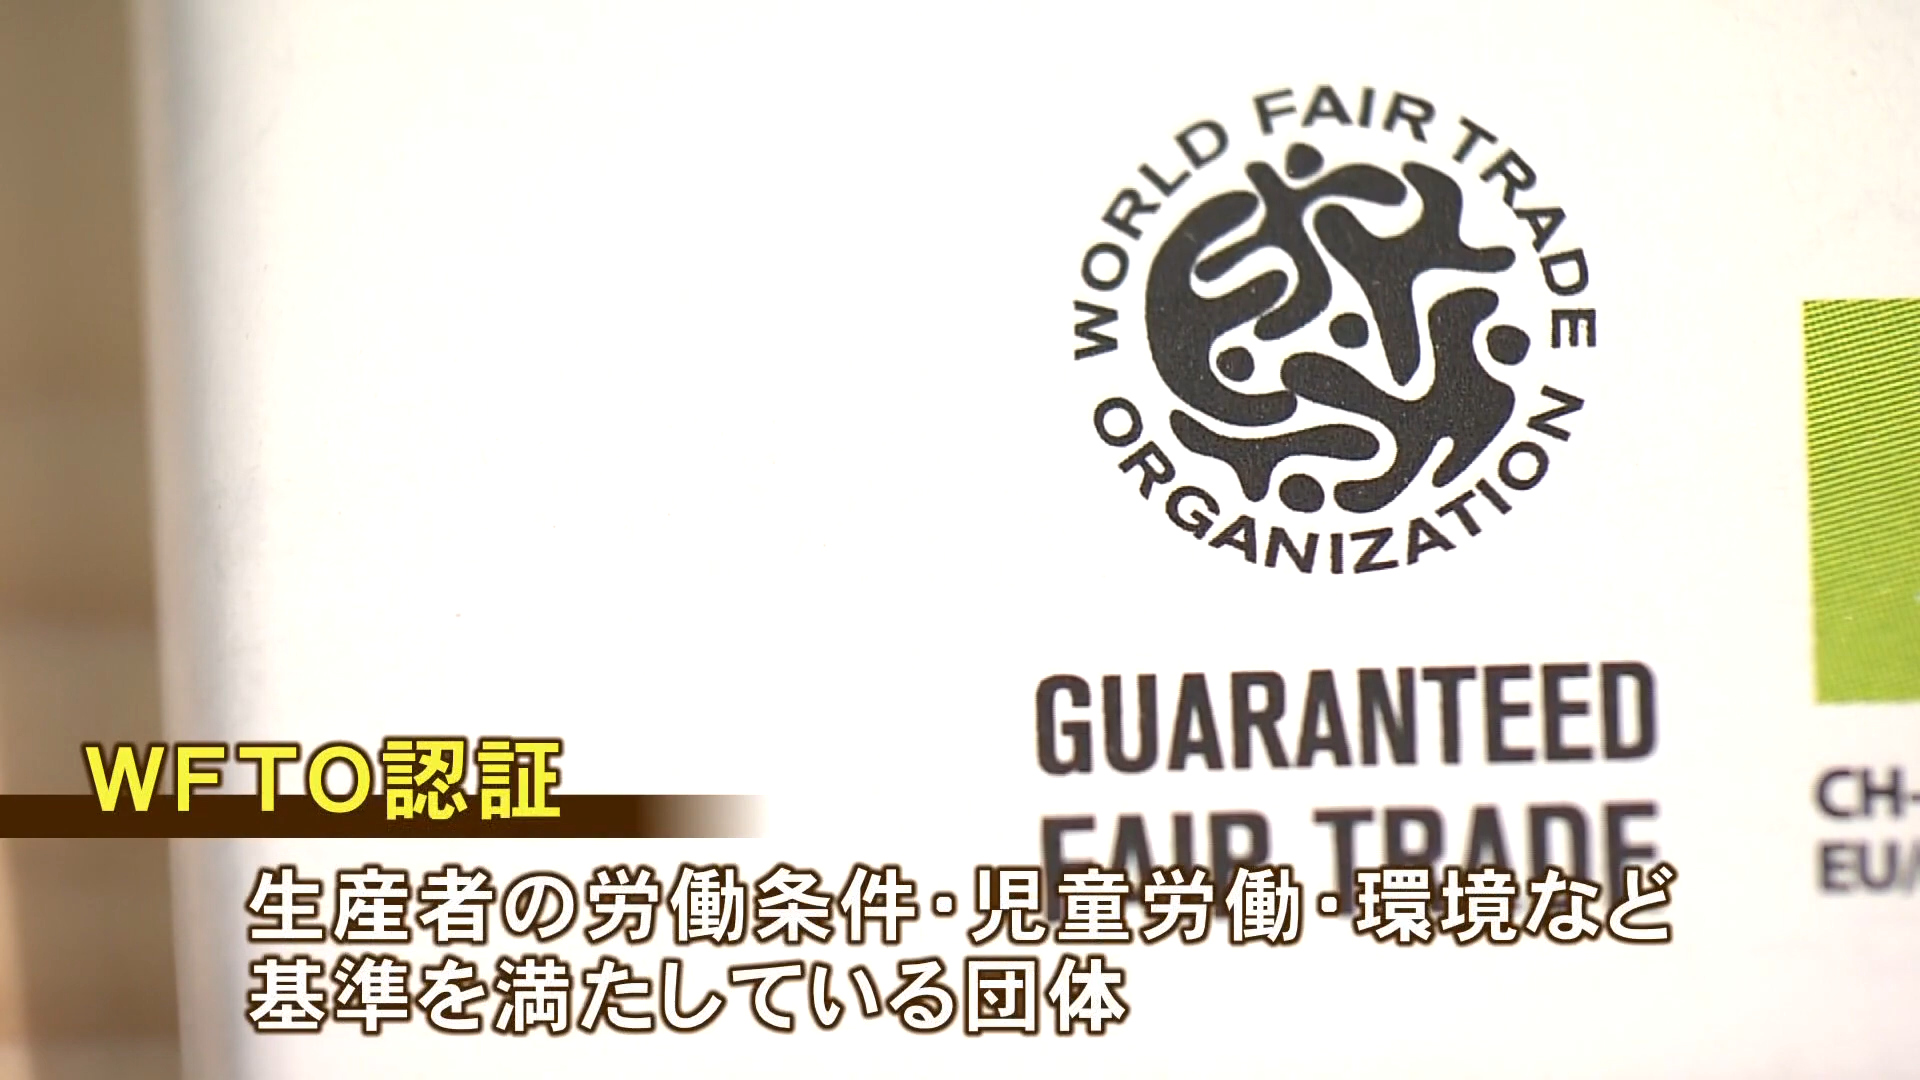 WORLD FAIR TRADE
ORGANIZATION
GUARANTEED
FAIR TRADE
CH-
EU/
WFTO認証
生産者の労働条件・児童労働・環境など
基準を満たしている団体